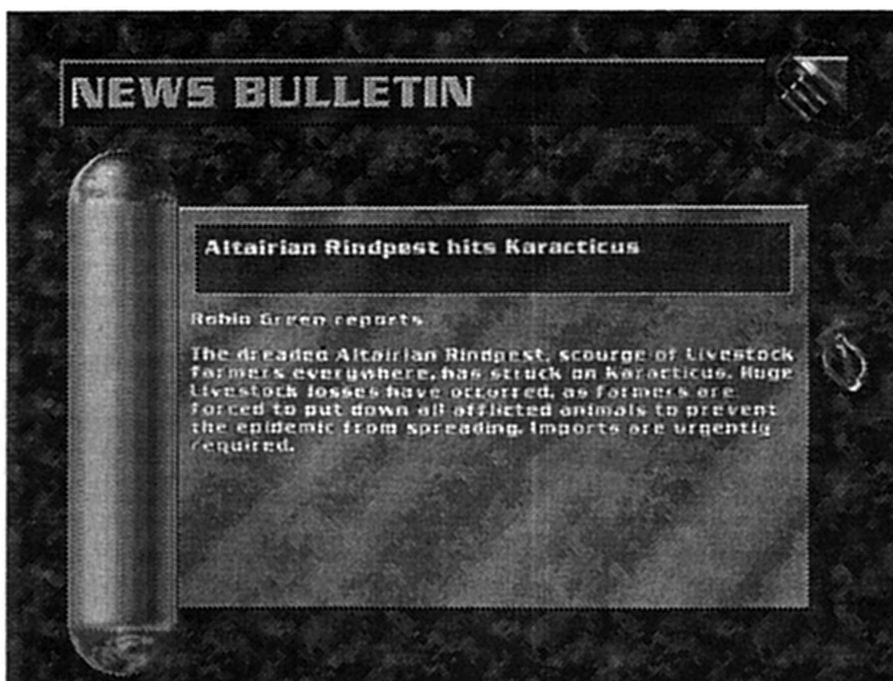 NEWS BULLETIN
Altairian Rindpest hits Karacticus
Robin Green reports
The dreaded Altairian Rindpest, scourge of Livestock
farmers everywhere, has struck on Karacticus. Huge
Livestock losses have occurred, as farmers are
forced to put down all afflicted animals to prevent
the epidemic from spreading. Imports are urgently
required.